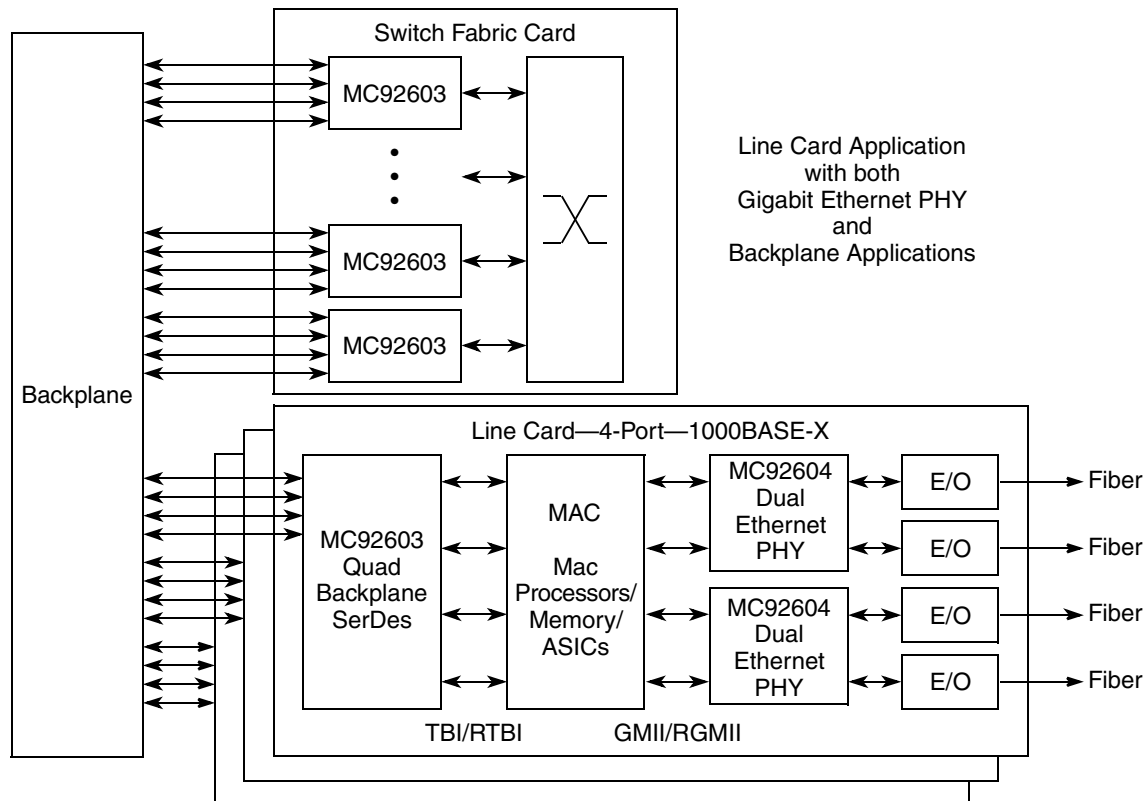 Switch Fabric Card
MC92603
Line Card Application
with both
Gigabit Ethernet PHY
and
Backplane Applications
MC92603
MC92603
Backplane
Line Card—4-Port—1000BASE-X
MC92603
Quad
Backplane
SerDes
MAC
Mac
Processors/
Memory/
ASICs
MC92604
Dual
Ethernet
PHY
MC92604
Dual
Ethernet
PHY
E/O
Fiber
E/O
Fiber
E/O
Fiber
E/O
Fiber
TBI/RTBI
GMII/RGMII